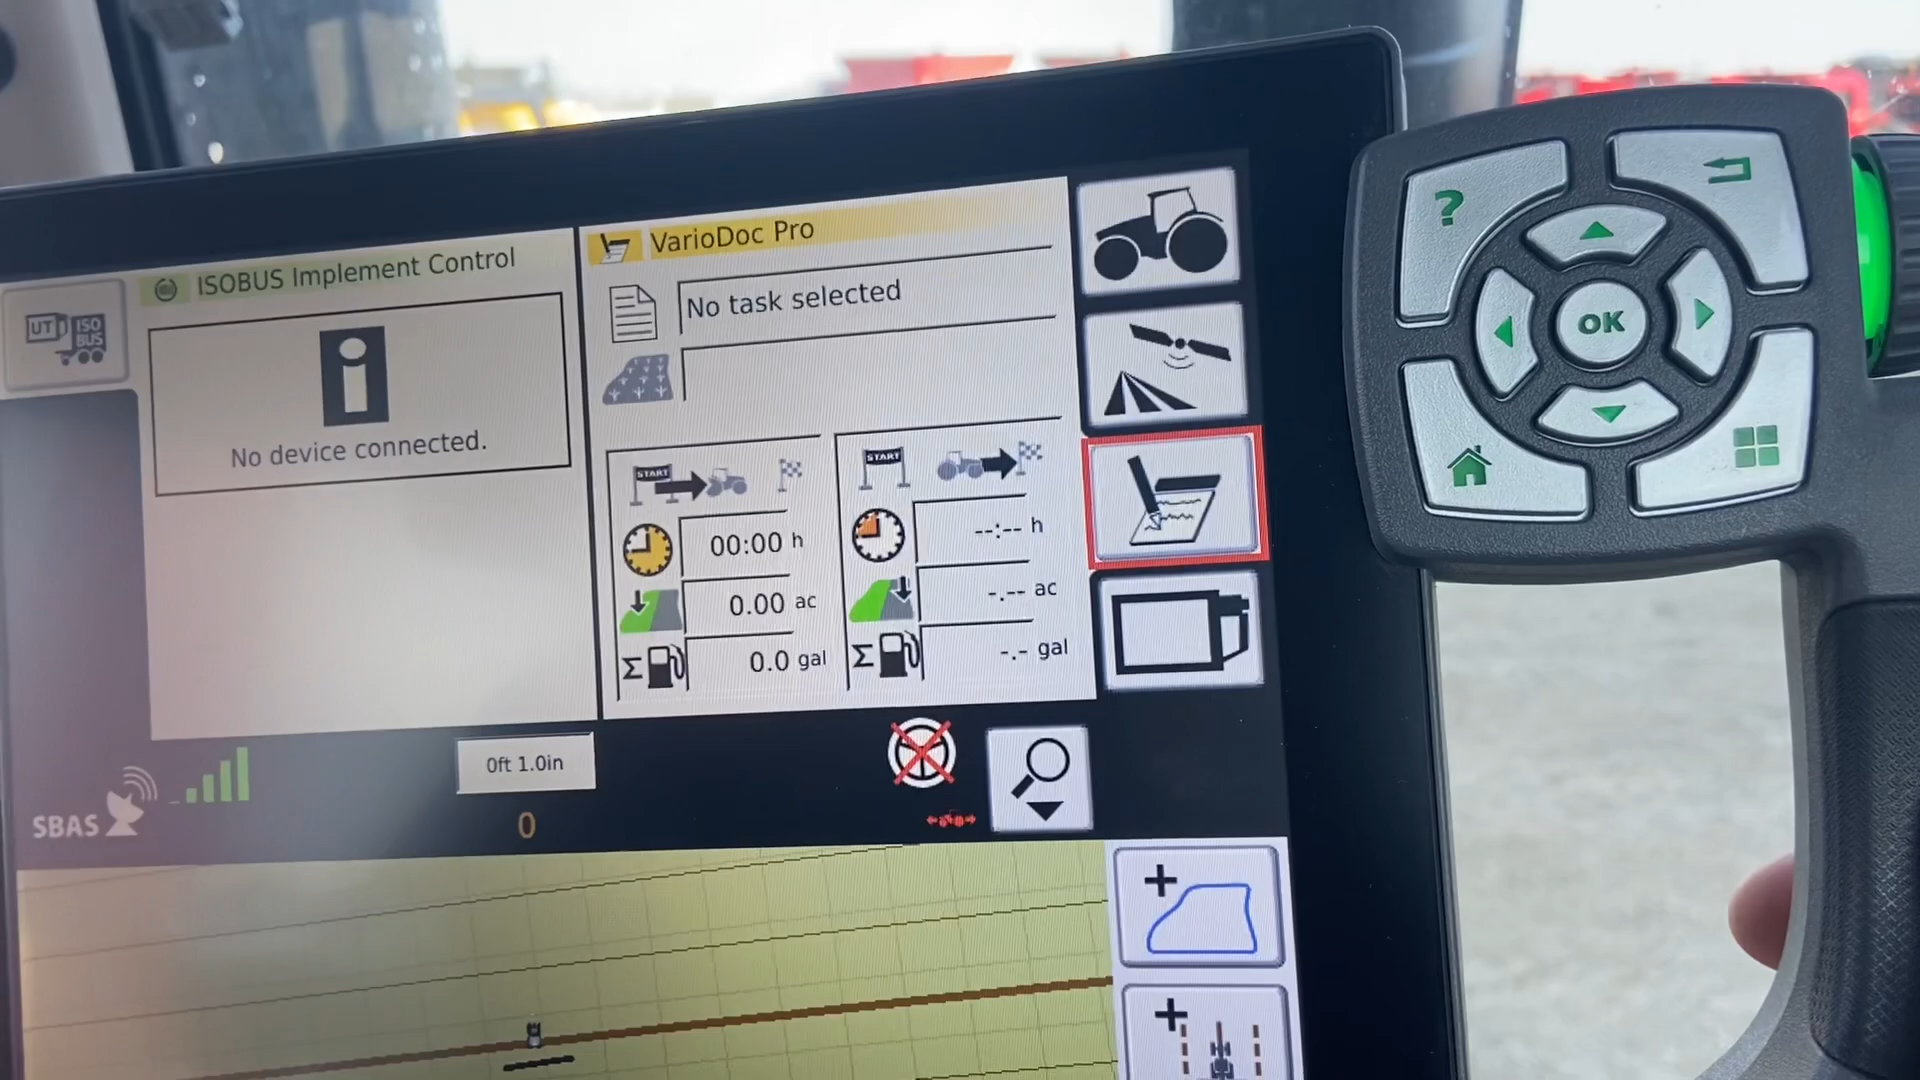 VarioDoc Pro
ISOBUS Implement Control
UT
ISO
BUS
No task selected
No device connected.
START
START
00:00 h
--:-- h
0.00 ac
-.-- ac
Σ 0.0 gal
Σ -.- gal
0ft 1.0in
SBAS
0
?
OK